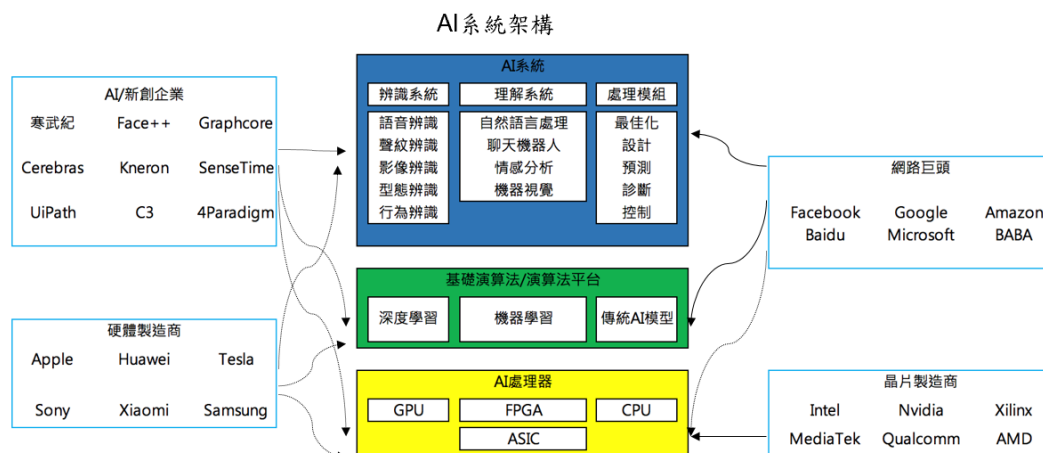 AI系統架構
AI/新創企業
寒武紀 Face++ Graphcore
Cerebras Kneron SenseTime
UiPath C3 4Paradigm
硬體製造商
Apple Huawei Tesla
Sony Xiaomi Samsung
AI系統
辨識系統 理解系統 處理模組
語音辨識
聲紋辨識
影像辨識
型態辨識
行為辨識
自然語言處理
聊天機器人
情感分析
機器視覺
最佳化
設計
預測
診斷
控制
基礎演算法/演算法平台
深度學習 機器學習 傳統AI模型
AI處理器
GPU FPGA CPU
ASIC
網路巨頭
Facebook Google Amazon
Baidu Microsoft BABA
晶片製造商
Intel Nvidia Xilinx
MediaTek Qualcomm AMD